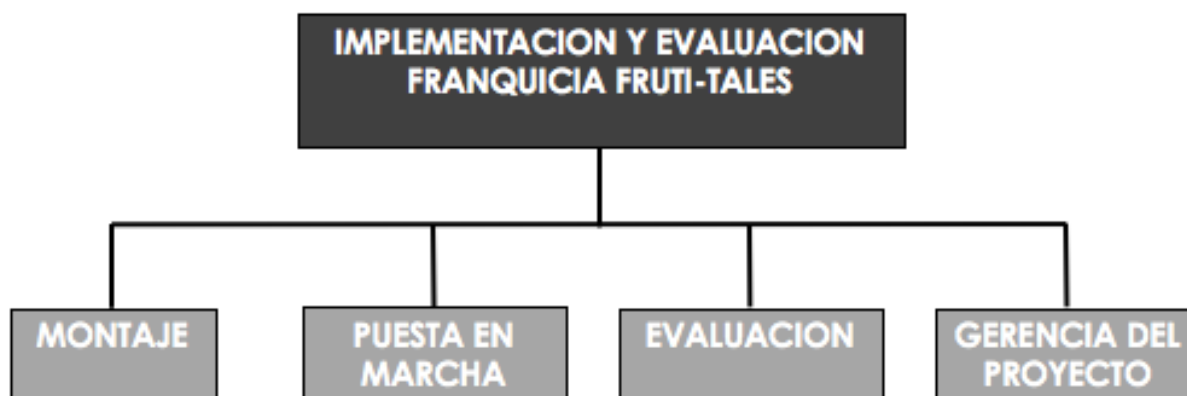 IMPLEMENTACION Y EVALUACION
FRANQUICIA FRUTI-TALES
MONTAJE
PUESTA EN
MARCHA
EVALUACION
GERENCIA DEL
PROYECTO